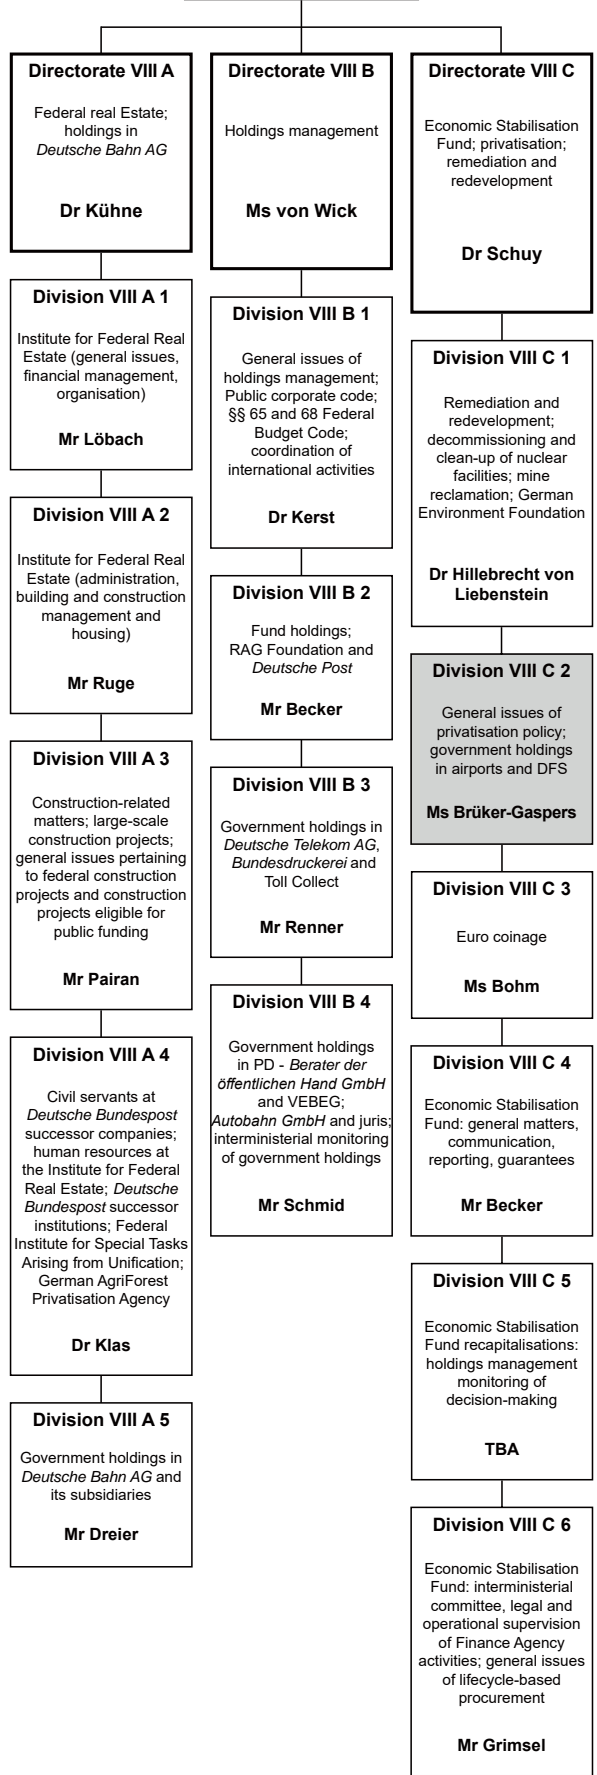 Directorate VIII A
Federal real Estate;
holdings in
Deutsche Bahn AG
Dr Kühne
Division VIII A 1
Institute for Federal Real
Estate (general issues,
financial management,
organisation)
Mr Löbach
Division VIII A 2
Institute for Federal Real
Estate (administration,
building and construction
management and
housing)
Mr Ruge
Division VIII A 3
Construction-related
matters; large-scale
construction projects;
general issues pertaining
to federal construction
projects and construction
projects eligible for
public funding
Mr Pairan
Division VIII A 4
Civil servants at
Deutsche Bundespost
successor companies;
human resources at
the Institute for Federal
Real Estate; Deutsche
Bundespost successor
institutions; Federal
Institute for Special Tasks
Arising from Unification;
German AgriForest
Privatisation Agency
Dr Klas
Division VIII A 5
Government holdings in
Deutsche Bahn AG and
its subsidiaries
Mr Dreier
Directorate VIII B
Holdings management
Ms von Wick
Division VIII B 1
General issues of
holdings management;
Public corporate code;
§§ 65 and 68 Federal
Budget Code;
coordination of
international activities
Dr Kerst
Division VIII B 2
Fund holdings;
RAG Foundation and
Deutsche Post
Mr Becker
Division VIII B 3
Government holdings in
Deutsche Telekom AG,
Bundesdruckerei and
Toll Collect
Mr Renner
Division VIII B 4
Government holdings
in PD - Berater der
öffentlichen Hand GmbH
and VEBEG;
Autobahn GmbH and juris;
interministerial monitoring
of government holdings
Mr Schmid
Directorate VIII C
Economic Stabilisation
Fund; privatisation;
remediation and
redevelopment
Dr Schuy
Division VIII C 1
Remediation and
redevelopment;
decommissioning and
clean-up of nuclear
facilities; mine
reclamation; German
Environment Foundation
Dr Hillebrecht von
Liebenstein
Division VIII C 2
General issues of
privatisation policy;
government holdings
in airports and DFS
Ms Brüker-Gaspers
Division VIII C 3
Euro coinage
Ms Bohm
Division VIII C 4
Economic Stabilisation
Fund: general matters,
communication,
reporting, guarantees
Mr Becker
Division VIII C 5
Economic Stabilisation
Fund recapitalisations:
holdings management
monitoring of
decision-making
TBA
Division VIII C 6
Economic Stabilisation
Fund: interministerial
committee, legal and
operational supervision
of Finance Agency
activities; general issues
of lifecycle-based
procurement
Mr Grimsel